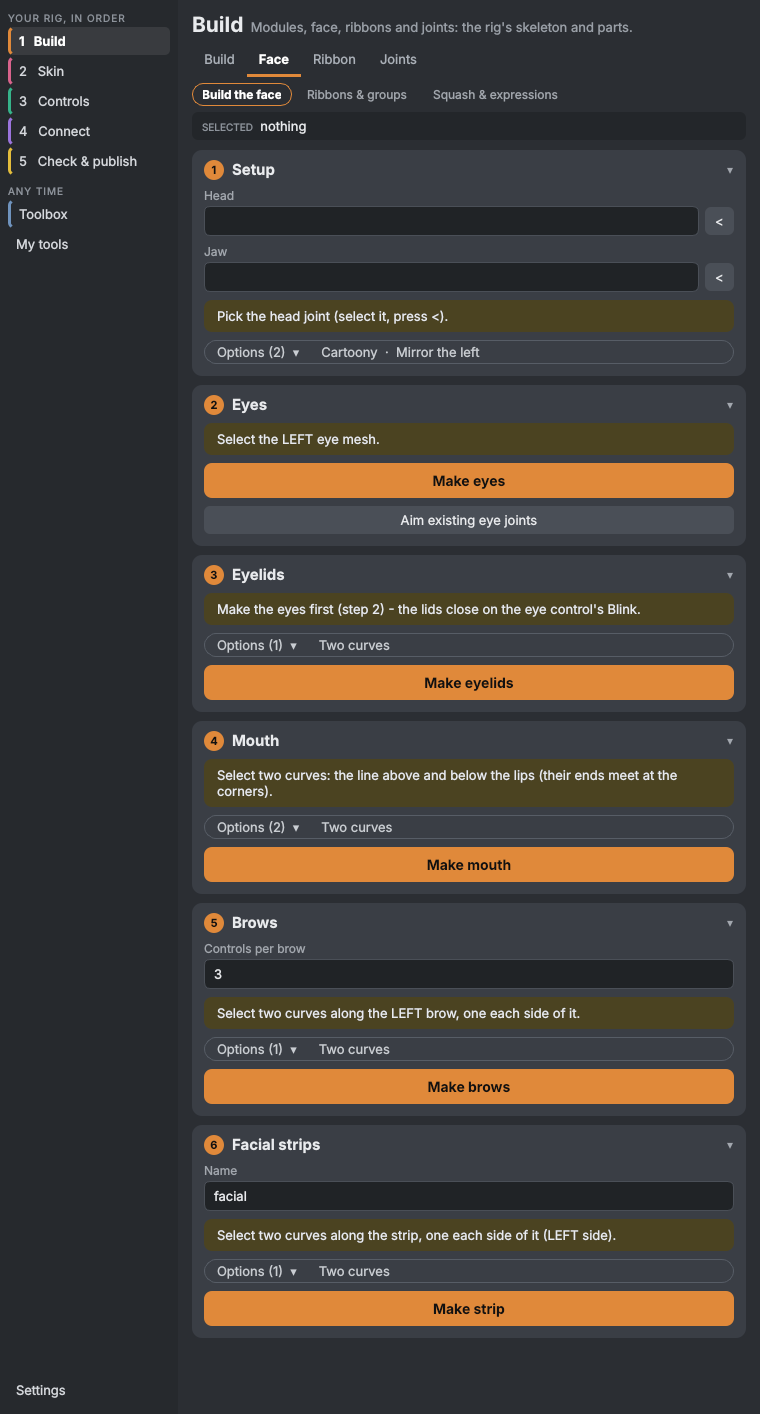 YOUR RIG, IN ORDER
1 Build
2 Skin
3 Controls
4 Connect
5 Check & publish
ANY TIME
Toolbox
My tools
Settings
Build Modules, face, ribbons and joints: the rig's skeleton and parts.
Build Face Ribbon Joints
Build the face Ribbons & groups Squash & expressions
SELECTED nothing
1 Setup ▾
Head
<
Jaw
<
Pick the head joint (select it, press <).
Options (2) ▾ Cartoony · Mirror the left
2 Eyes ▾
Select the LEFT eye mesh.
Make eyes
Aim existing eye joints
3 Eyelids ▾
Make the eyes first (step 2) - the lids close on the eye control's Blink.
Options (1) ▾ Two curves
Make eyelids
4 Mouth ▾
Select two curves: the line above and below the lips (their ends meet at the
corners).
Options (2) ▾ Two curves
Make mouth
5 Brows ▾
Controls per brow
3
Select two curves along the LEFT brow, one each side of it.
Options (1) ▾ Two curves
Make brows
6 Facial strips ▾
Name
facial
Select two curves along the strip, one each side of it (LEFT side).
Options (1) ▾ Two curves
Make strip